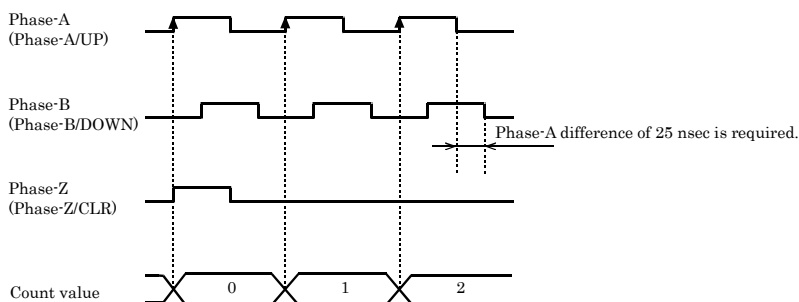 Phase-A
(Phase-A/UP)
Phase-B
(Phase-B/DOWN)
Phase-A difference of 25 nsec is required.
Phase-Z
(Phase-Z/CLR)
Count value
0
1
2